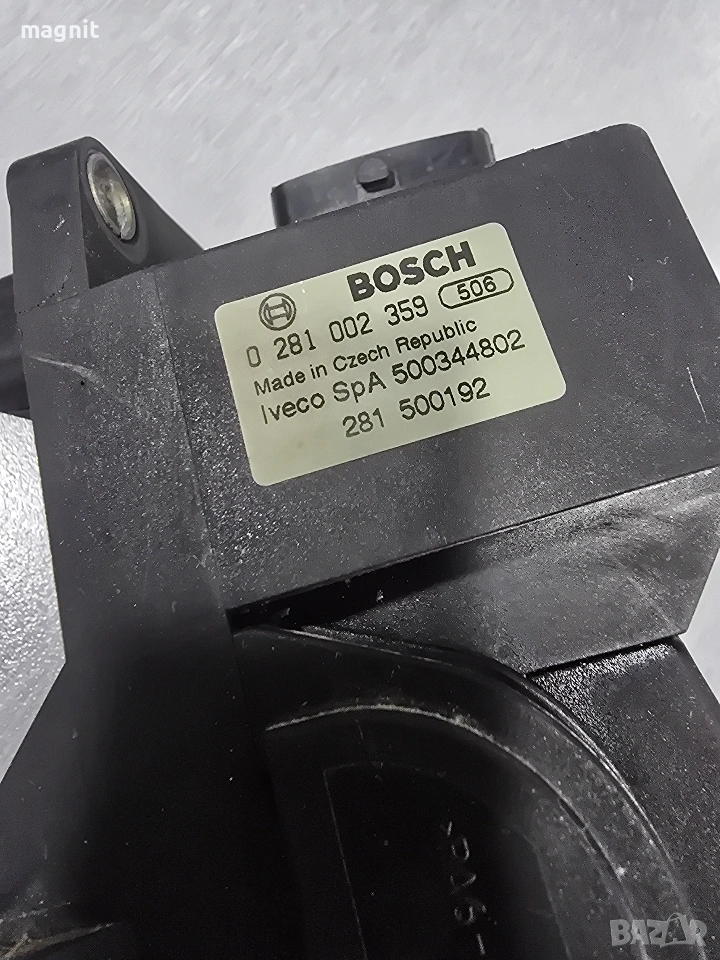 magnit
BOSCH
0 281 002 359 506
Made in Czech Republic
Iveco SpA 500344802
281 500192
BAZAR